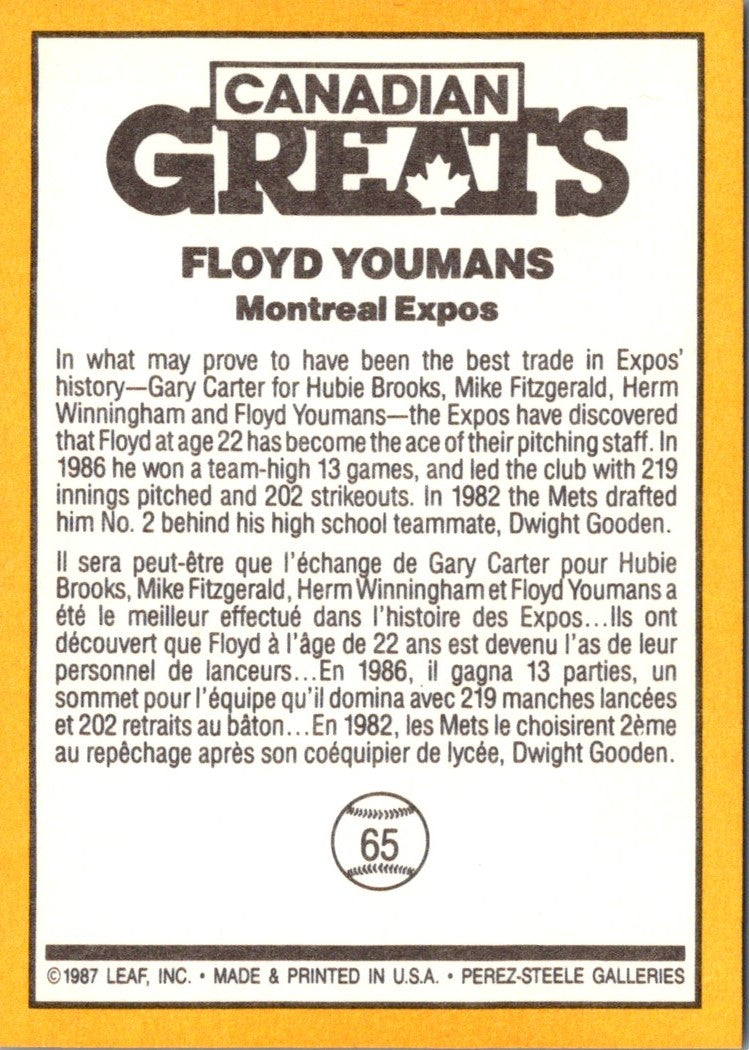 CANADIAN
GREATS
FLOYD YOUMANS
Montreal Expos
In what may prove to have been the best trade in Expos'
history—Gary Carter for Hubie Brooks, Mike Fitzgerald, Herm
Winningham and Floyd Youmans—the Expos have discovered
that Floyd at age 22 has become the ace of their pitching staff. In
1986 he won a team-high 13 games, and led the club with 219
innings pitched and 202 strikeouts. In 1982 the Mets drafted
him No. 2 behind his high school teammate, Dwight Gooden.
Il sera peut-être que l'échange de Gary Carter pour Hubie
Brooks, Mike Fitzgerald, Herm Winningham et Floyd Youmans a
été le meilleur effectué dans l'histoire des Expos...Ils ont
découvert que Floyd à l'âge de 22 ans est devenu l'as de leur
personnel de lanceurs...En 1986, il gagna 13 parties, un
sommet pour l'équipe qu'il domina avec 219 manches lancées
et 202 retraits au bâton...En 1982, les Mets le choisirent 2ème
au repêchage après son coéquipier de lycée, Dwight Gooden.
65
©1987 LEAF, INC. • MADE & PRINTED IN U.S.A. • PEREZ-STEELE GALLERIES